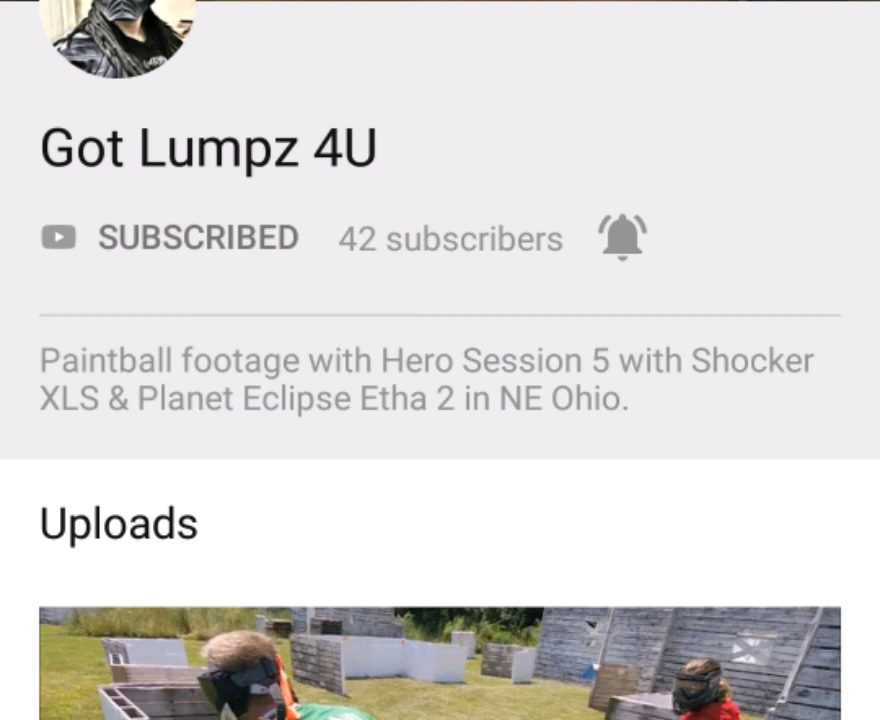 Got Lumpz 4U
SUBSCRIBED 42 subscribers
Paintball footage with Hero Session 5 with Shocker
XLS & Planet Eclipse Etha 2 in NE Ohio.
Uploads